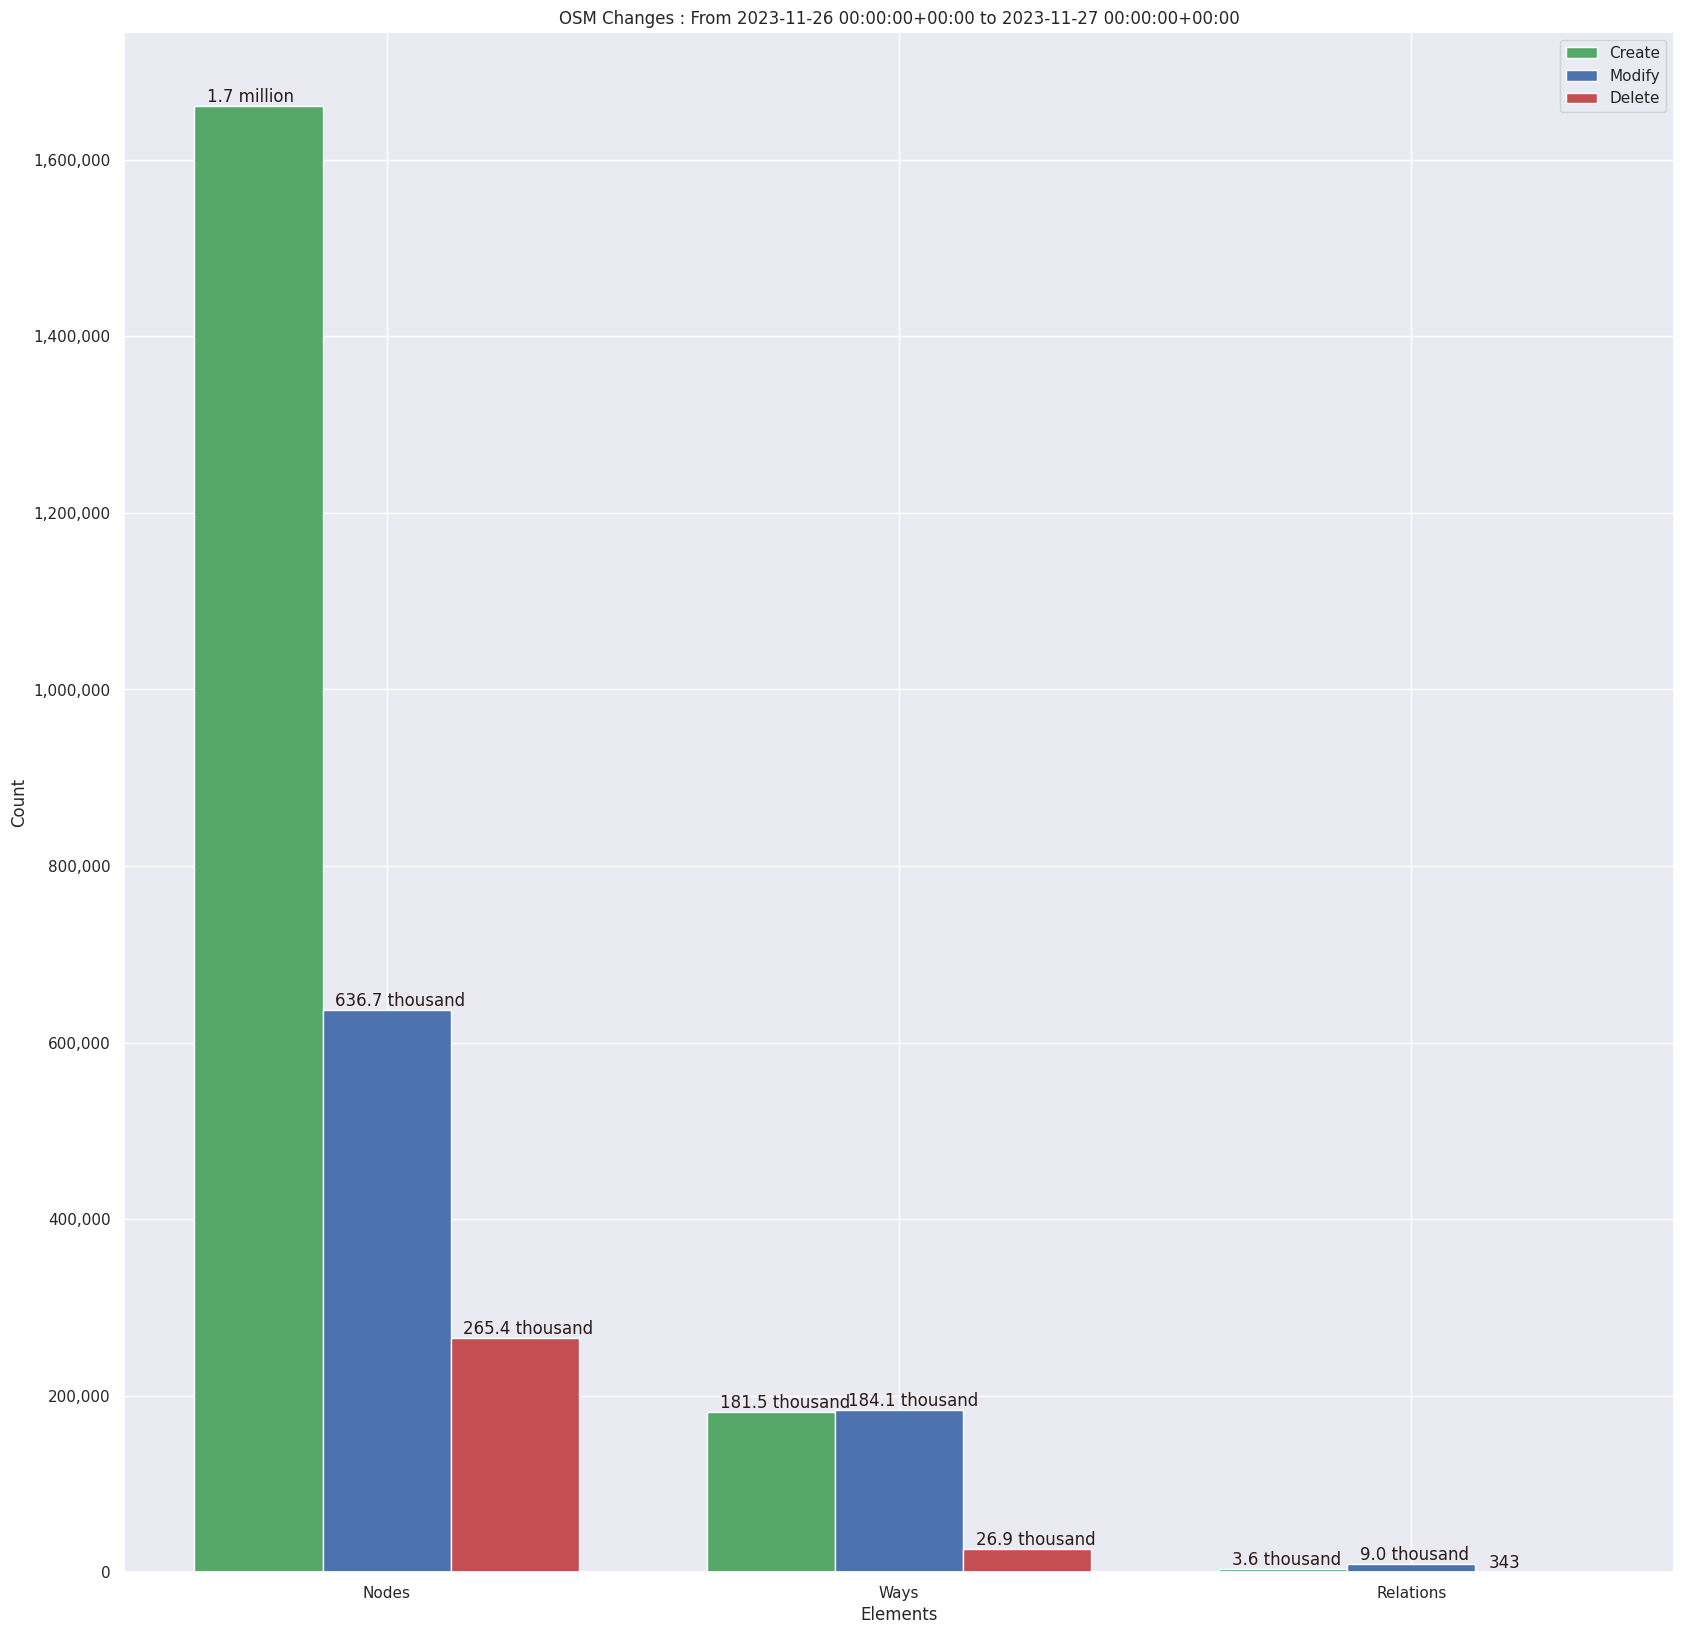 OSM Changes : From 2023-11-26 00:00:00+00:00 to 2023-11-27 00:00:00+00:00
Create
Modify
Delete
1.7 million
636.7 thousand
265.4 thousand
181.5 thousand
184.1 thousand
26.9 thousand
3.6 thousand
9.0 thousand
343
1,600,000
1,400,000
1,200,000
1,000,000
800,000
600,000
400,000
200,000
0
Count
Nodes
Ways
Relations
Elements